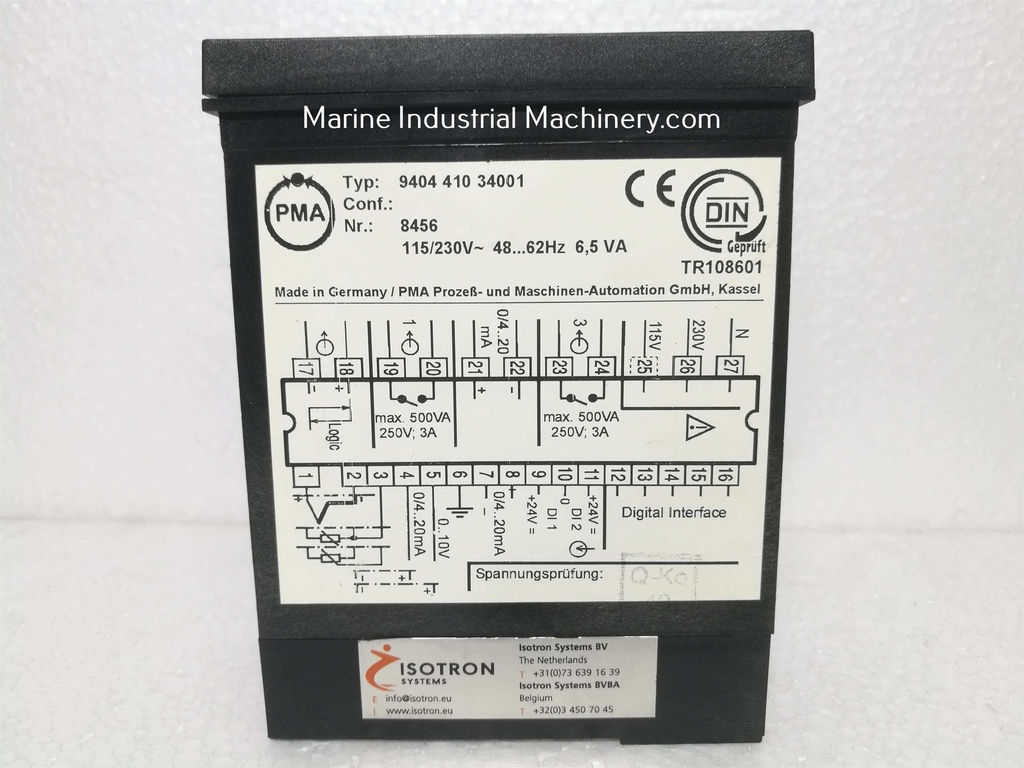 Marine Industrial Machinery.com
PMA
Typ: 9404 410 34001
Conf.:
Nr.: 8456
115/230V~ 48...62Hz 6,5 VA
CE
DIN
Geprüft
TR108601
Made in Germany / PMA Prozeß- und Maschinen-Automation GmbH, Kassel
1 0/4..20 mA 3 115V 230V N
17 18 19 20 21 22 23 24 25 26 27
- + + -
Logic
max. 500VA
250V; 3A
max. 500VA
250V; 3A
1 2 3 4 5 6 7 8 9 10 11 12 13 14 15 16
0/4..20mA
0..10V
- +
0/4..20mA
+24V =
DI 1
0
DI 2
+24V =
Digital Interface
Spannungsprüfung:
Q-Ko
ISOTRON
SYSTEMS
E info@isotron.eu
I www.isotron.eu
Isotron Systems BV
The Netherlands
T +31(0)73 639 16 39
Isotron Systems BVBA
Belgium
T +32(0)3 450 70 45